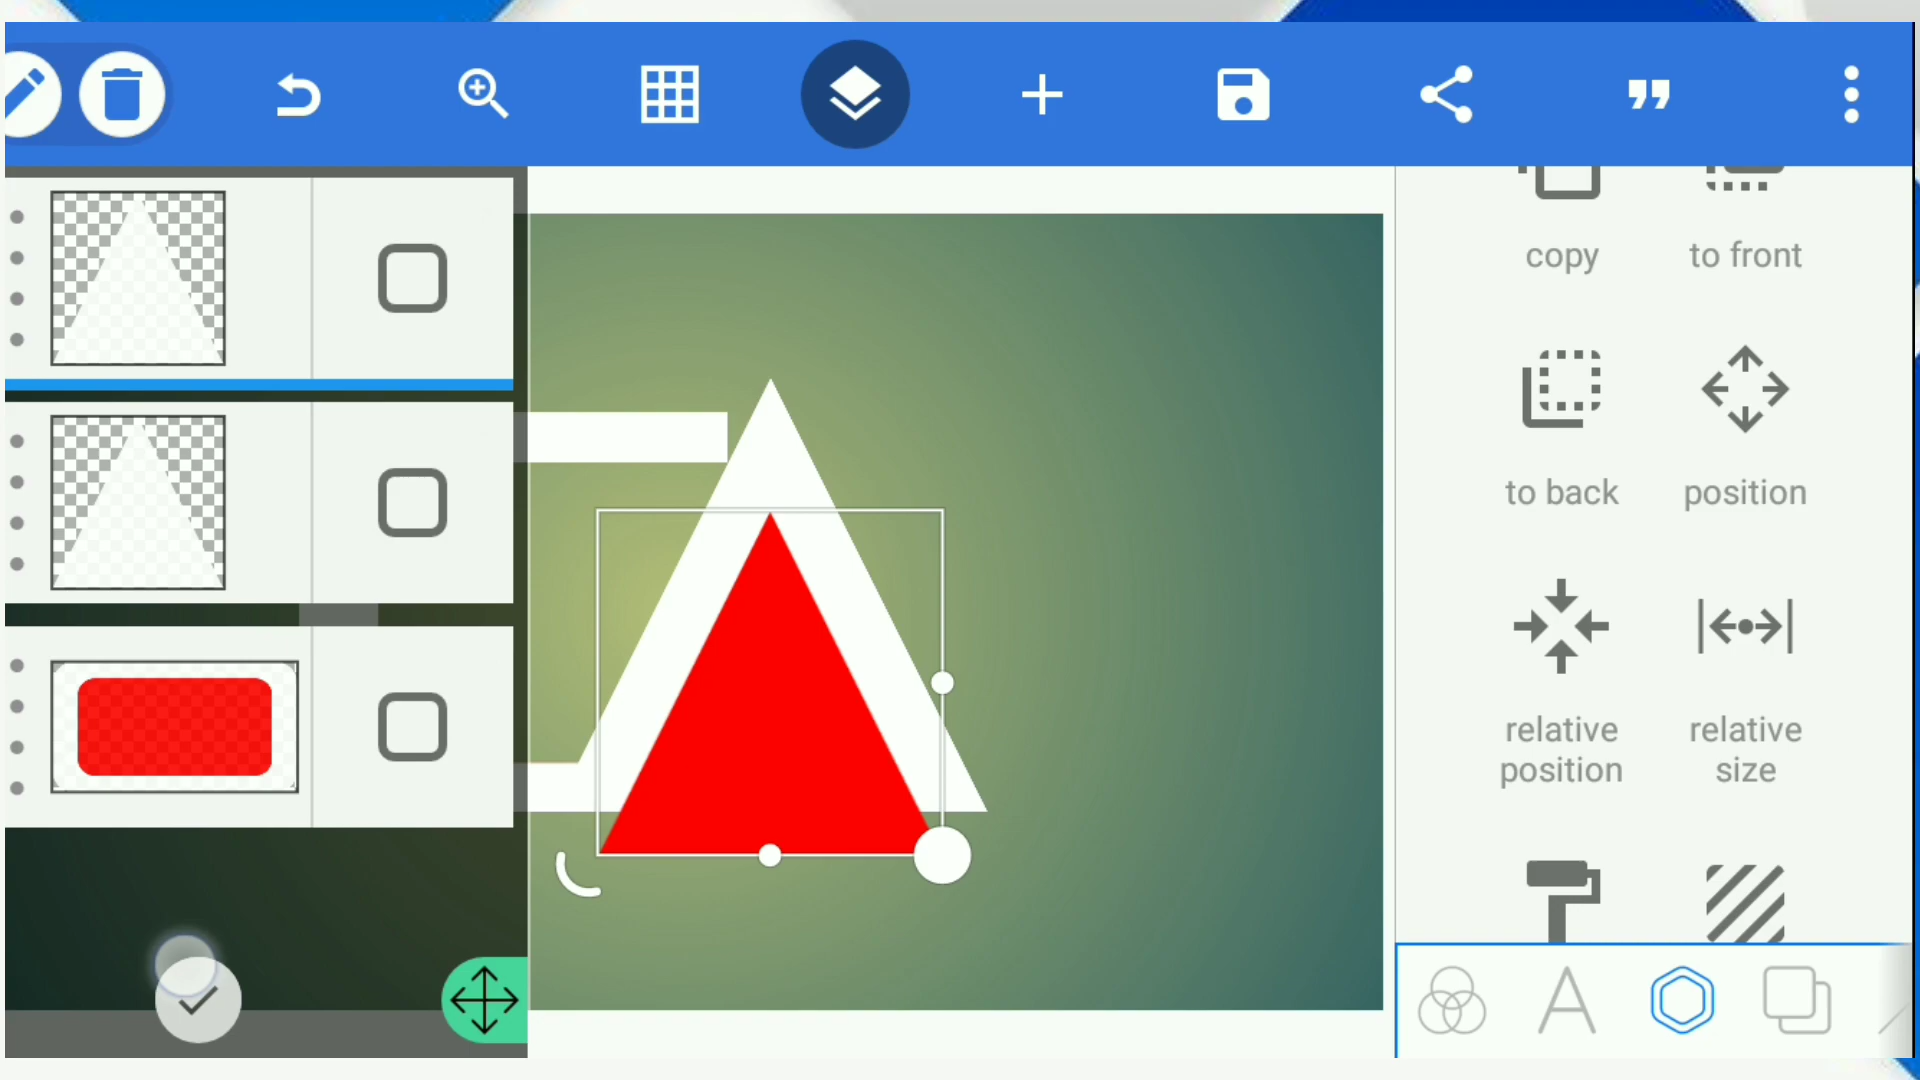 copy
to front
to back
position
relative
position
relative
size